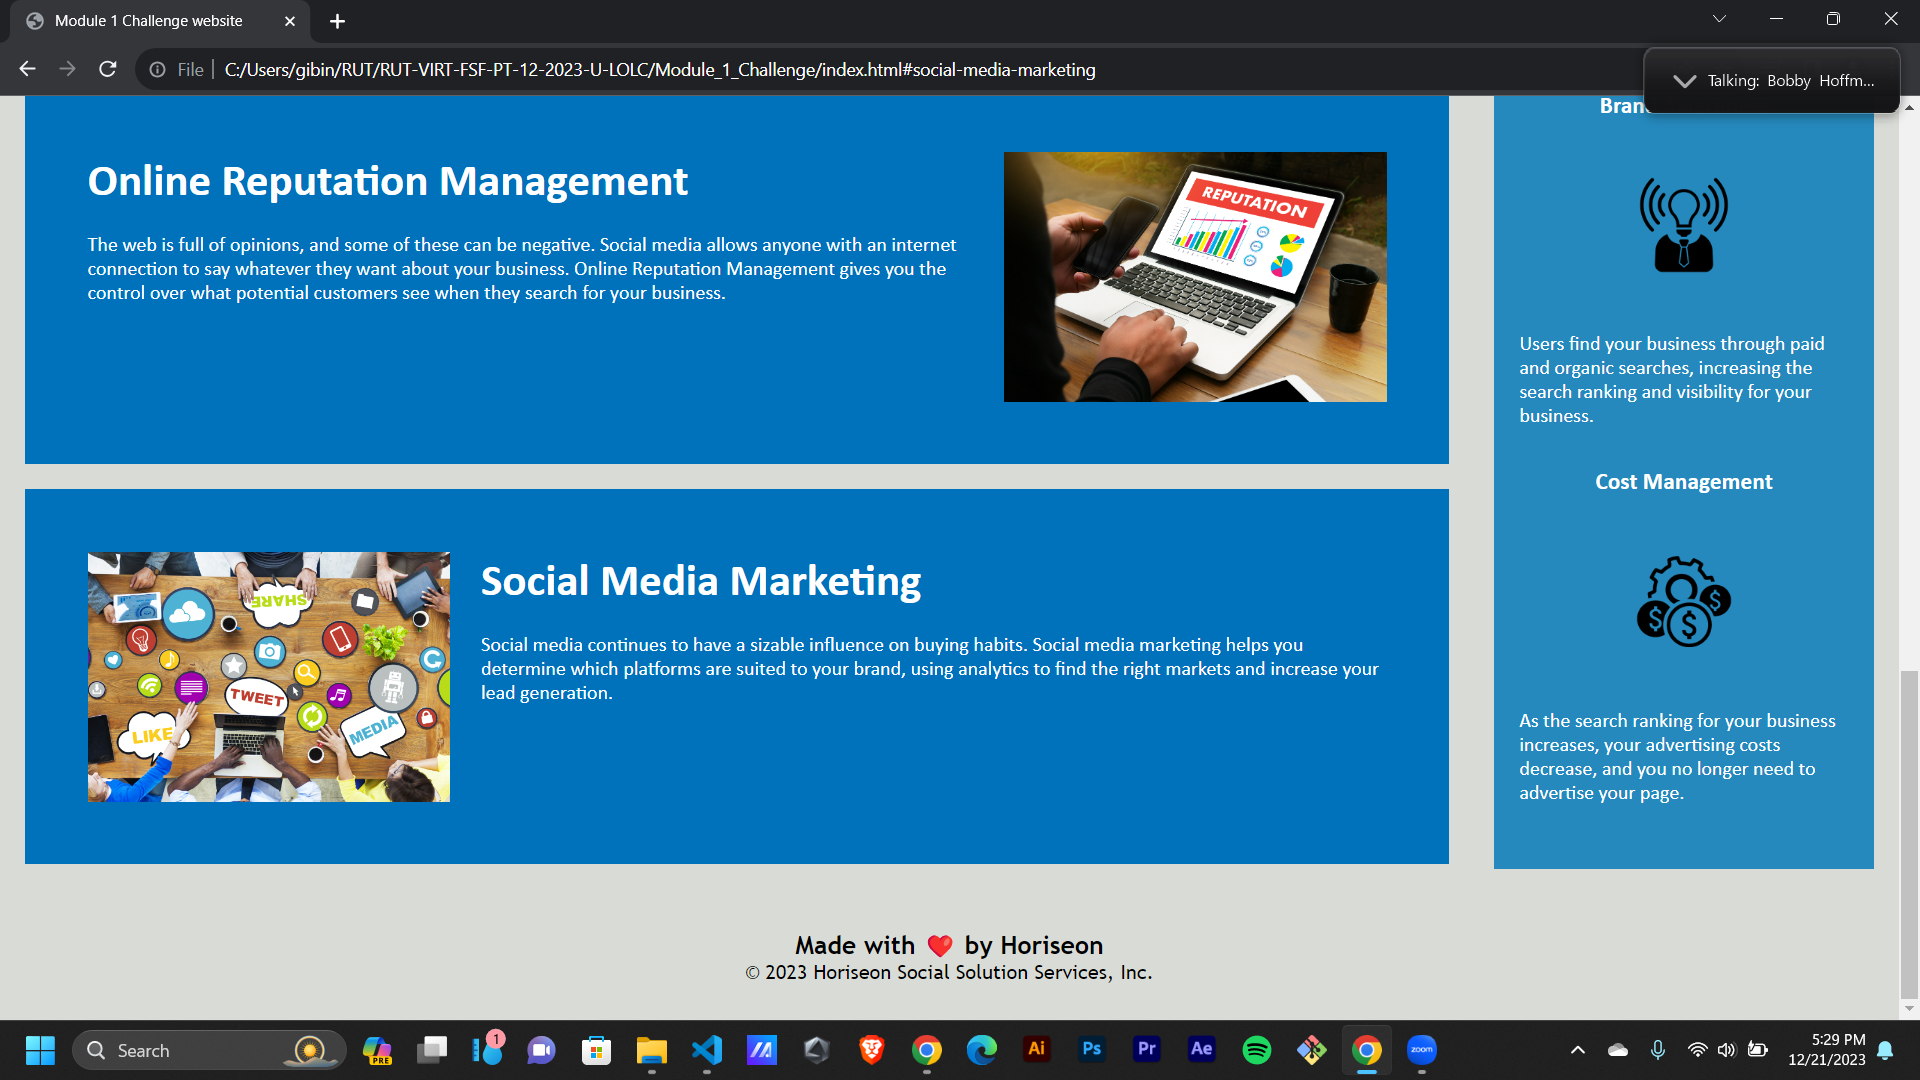 Module 1 Challenge website
File
C:/Users/gibin/RUT/RUT-VIRT-FSF-PT-12-2023-U-LOLC/Module_1_Challenge/index.html#social-media-marketing
Talking: Bobby Hoffm...
Online Reputation Management
The web is full of opinions, and some of these can be negative. Social media allows anyone with an internet
connection to say whatever they want about your business. Online Reputation Management gives you the
control over what potential customers see when they search for your business.
REPUTATION
Users find your business through paid
and organic searches, increasing the
search ranking and visibility for your
business.
Cost Management
Social Media Marketing
Social media continues to have a sizable influence on buying habits. Social media marketing helps you
determine which platforms are suited to your brand, using analytics to find the right markets and increase your
lead generation.
SHARE
TWEET
LIKE
MEDIA
$ $ $
As the search ranking for your business
increases, your advertising costs
decrease, and you no longer need to
advertise your page.
Made with ❤️ by Horiseon
© 2023 Horiseon Social Solution Services, Inc.
Search
PRE
1
Ai
Ps
Pr
Ae
zoom
5:29 PM
12/21/2023